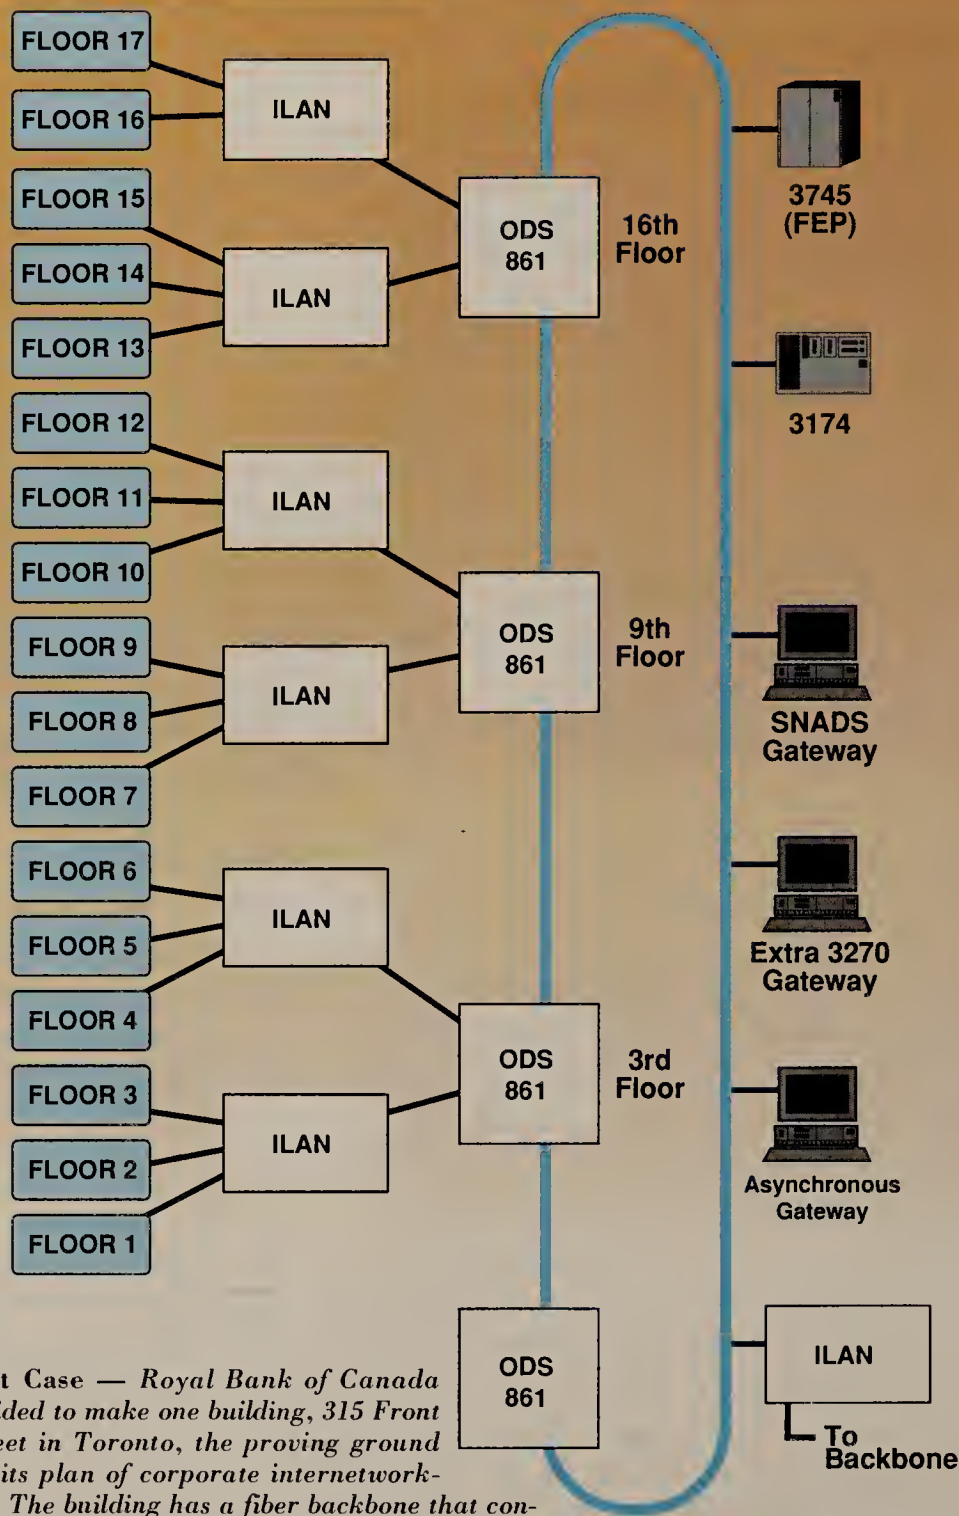 FLOOR 17
FLOOR 16
FLOOR 15
FLOOR 14
FLOOR 13
FLOOR 12
FLOOR 11
FLOOR 10
FLOOR 9
FLOOR 8
FLOOR 7
FLOOR 6
FLOOR 5
FLOOR 4
FLOOR 3
FLOOR 2
FLOOR 1
ILAN
ILAN
ILAN
ILAN
ILAN
ILAN
ODS
861
16th
Floor
ODS
861
9th
Floor
ODS
861
3rd
Floor
ODS
861
3745
(FEP)
3174
SNADS
Gateway
Extra 3270
Gateway
Asynchronous
Gateway
ILAN
To
Backbone
t Case — Royal Bank of Canada
ided to make one building, 315 Front
eet in Toronto, the proving ground
its plan of corporate internetwork-
The building has a fiber backbone that con-